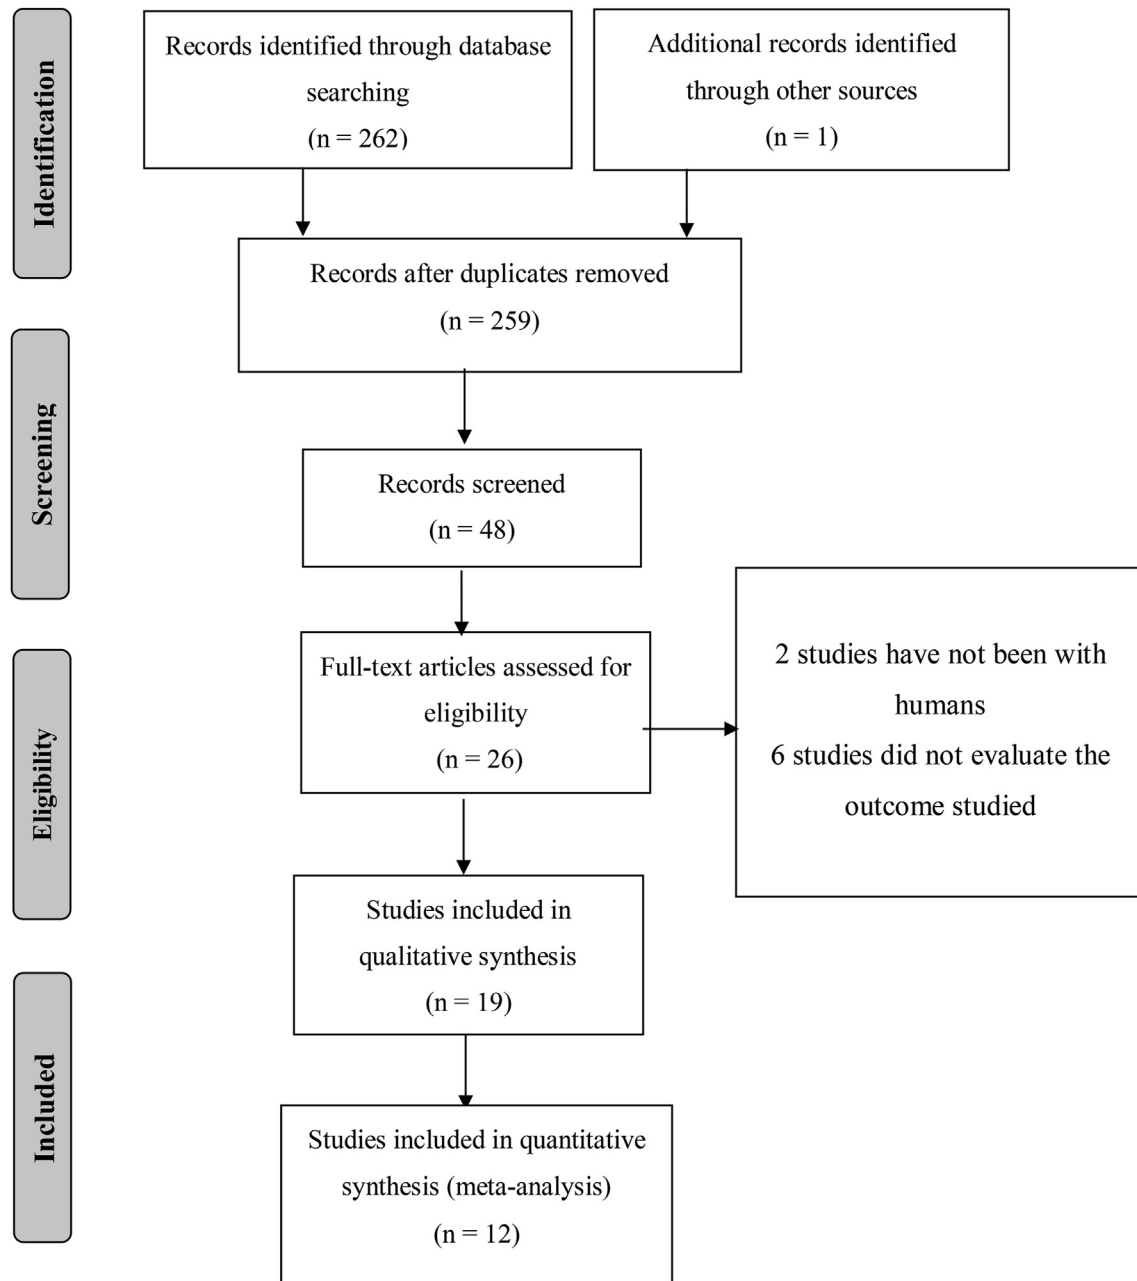 Identification
Records identified through database
searching
(n = 262)
Additional records identified
through other sources
(n = 1)
Records after duplicates removed
(n = 259)
Screening
Records screened
(n = 48)
Eligibility
Full-text articles assessed for
eligibility
(n = 26)
2 studies have not been with
humans
6 studies did not evaluate the
outcome studied
Studies included in
qualitative synthesis
(n = 19)
Included
Studies included in quantitative
synthesis (meta-analysis)
(n = 12)